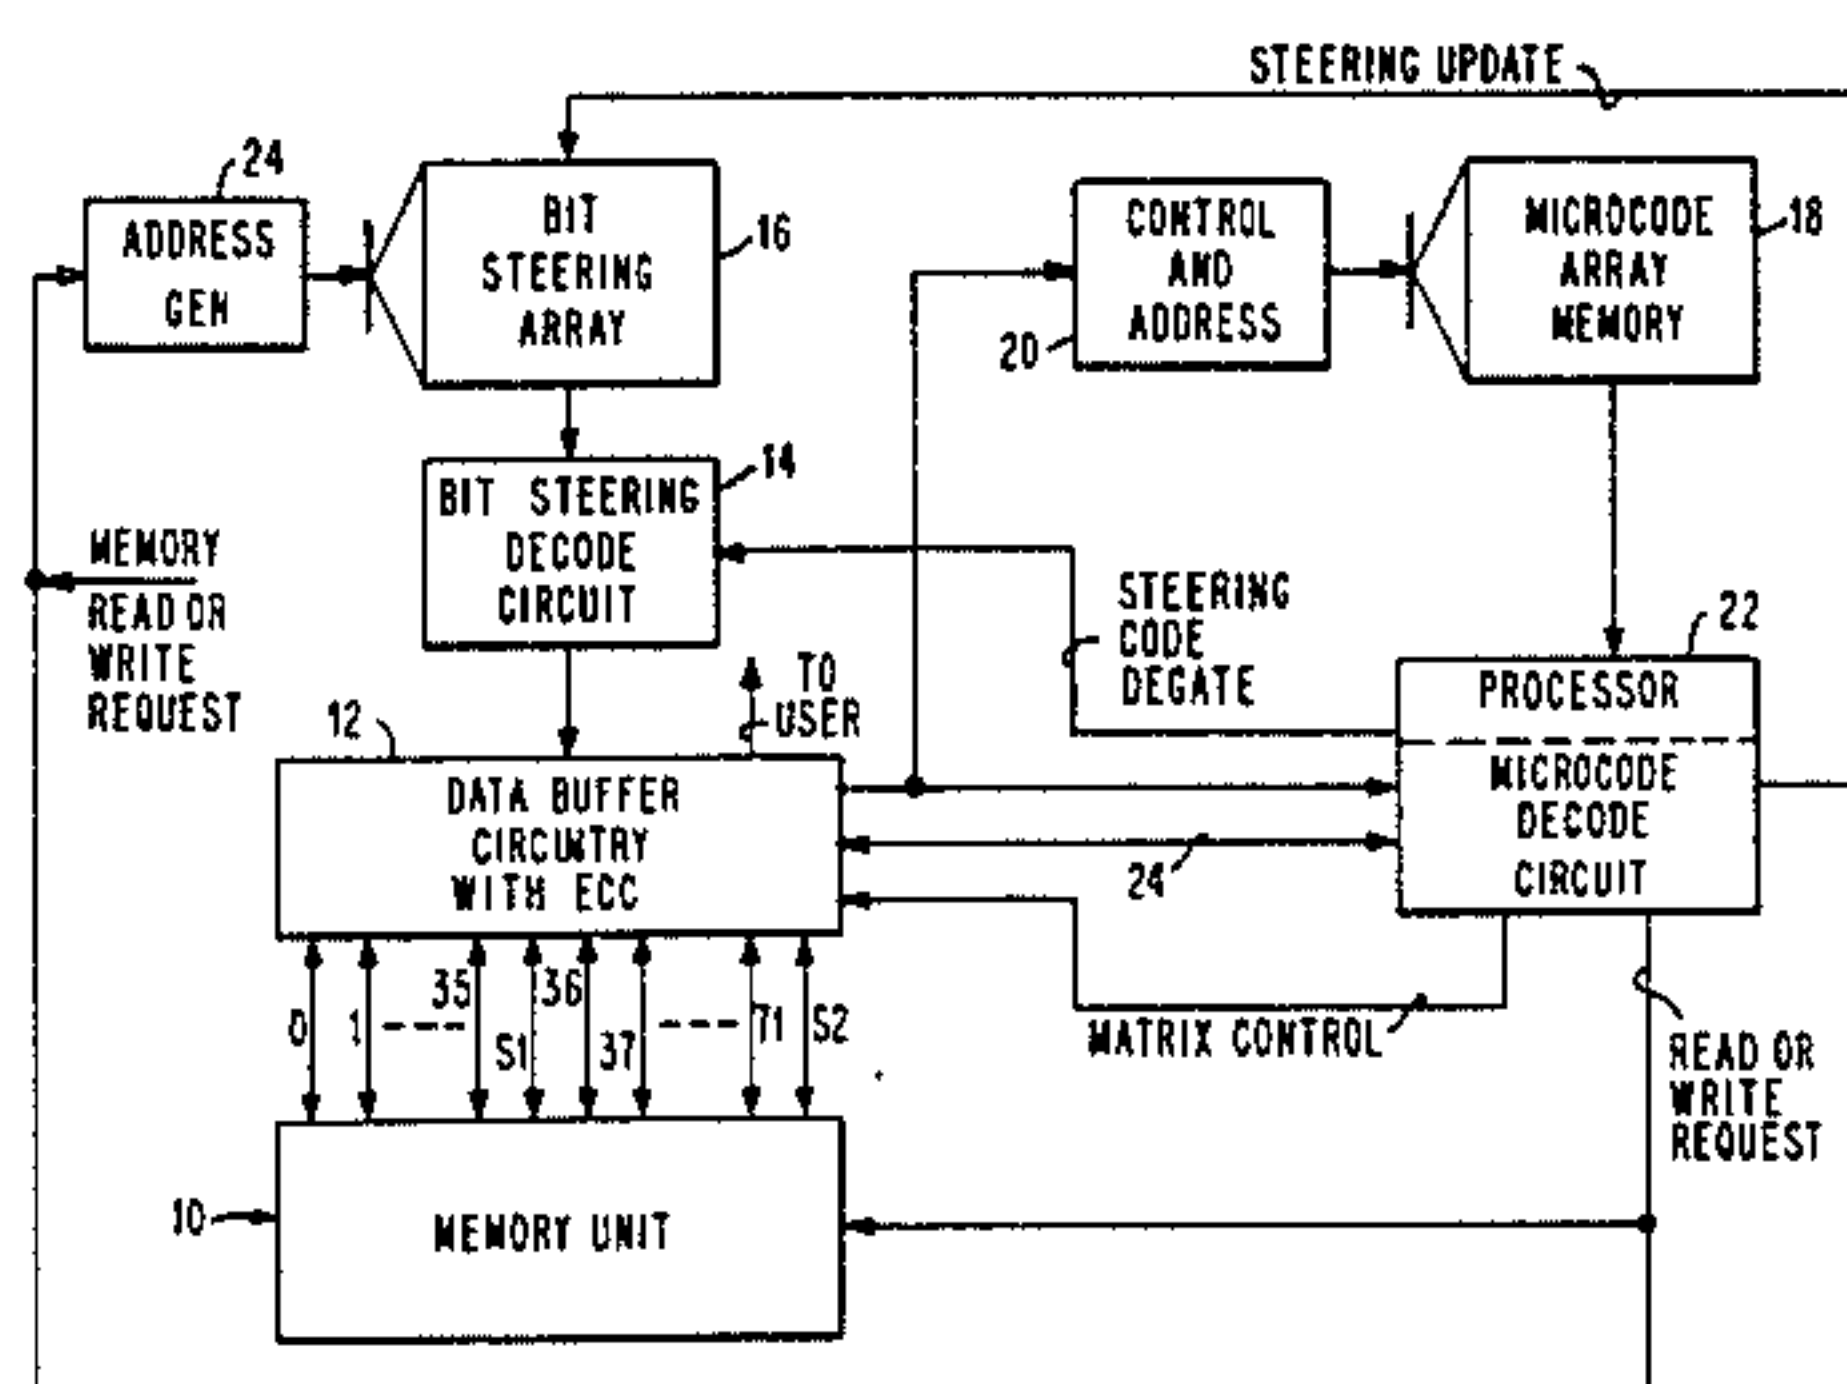 STEERING UPDATE
24
ADDRESS
GEN
BIT
STEERING
ARRAY
16
CONTROL
AND
ADDRESS
20
MICROCODE
ARRAY
MEMORY
18
BIT STEERING
DECODE
CIRCUIT
14
MEMORY
READ OR
WRITE
REQUEST
STEERING
CODE
DEGATE
22
PROCESSOR
MICROCODE
DECODE
CIRCUIT
12
TO
USER
DATA BUFFER
CIRCUITRY
WITH ECC
24
35
36
0
1
S1
37
71
S2
MATRIX CONTROL
READ OR
WRITE
REQUEST
10
MEMORY UNIT